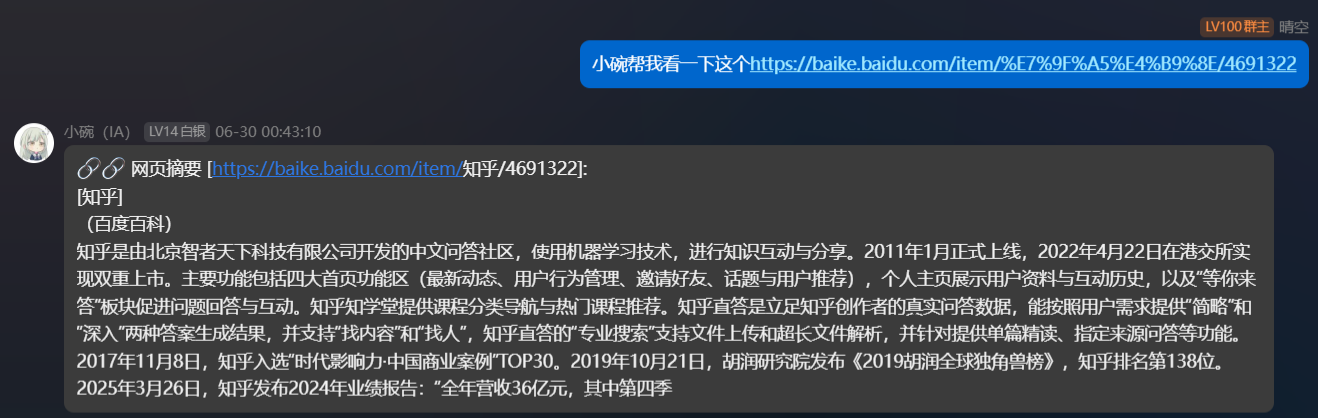 LV100 群主 晴空
小碗帮我看一下这个https://baike.baidu.com/item/%E7%9F%A5%E4%B9%8E/4691322
小碗（IA） LV14 白银 06-30 00:43:10
🔗🔗 网页摘要 [https://baike.baidu.com/item/知乎/4691322]:
[知乎]
（百度百科）
知乎是由北京智者天下科技有限公司开发的中文问答社区，使用机器学习技术，进行知识互动与分享。2011年1月正式上线，2022年4月22日在港交所实
现双重上市。主要功能包括四大首页功能区（最新动态、用户行为管理、邀请好友、话题与用户推荐），个人主页展示用户资料与互动历史，以及“等你来
答”板块促进问题回答与互动。知乎知学堂提供课程分类导航与热门课程推荐。知乎直答是立足知乎创作者的真实问答数据，能按照用户需求提供“简略”和
“深入”两种答案生成结果，并支持“找内容”和“找人”，知乎直答的“专业搜索”支持文件上传和超长文件解析，并针对提供单篇精读、指定来源问答等功能。
2017年11月8日，知乎入选“时代影响力·中国商业案例”TOP30。2019年10月21日，胡润研究院发布《2019胡润全球独角兽榜》，知乎排名第138位。
2025年3月26日，知乎发布2024年业绩报告：“全年营收36亿元，其中第四季